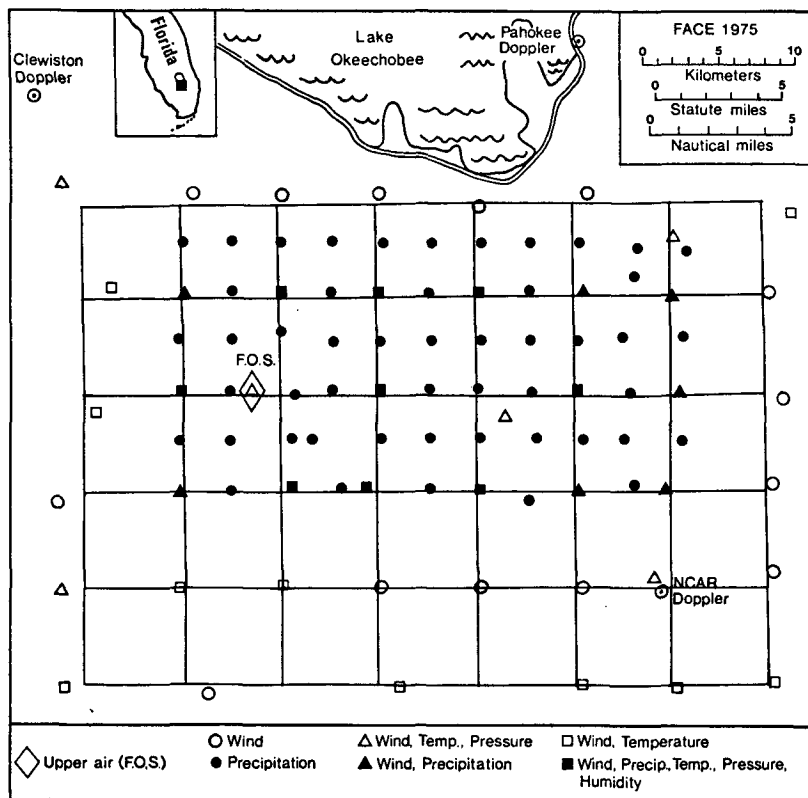 Clewiston
Doppler
Florida
Lake
Okeechobee
Pahokee
Doppler
FACE 1975
0 5 10
Kilometers
0 5
Statute miles
0 5
Nautical miles
F.O.S.
NCAR
Doppler
Upper air (F.O.S.)
Wind
Precipitation
Wind, Temp., Pressure
Wind, Precipitation
Wind, Temperature
Wind, Precip., Temp., Pressure,
Humidity